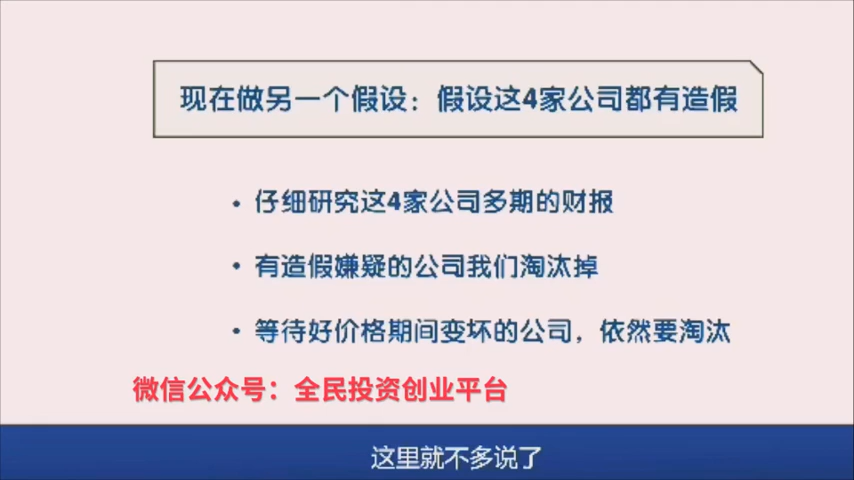 现在做另一个假设：假设这4家公司都有造假
• 仔细研究这4家公司多期的财报
• 有造假嫌疑的公司我们淘汰掉
• 等待好价格期间变坏的公司，依然要淘汰
微信公众号：全民投资创业平台
这里就不多说了